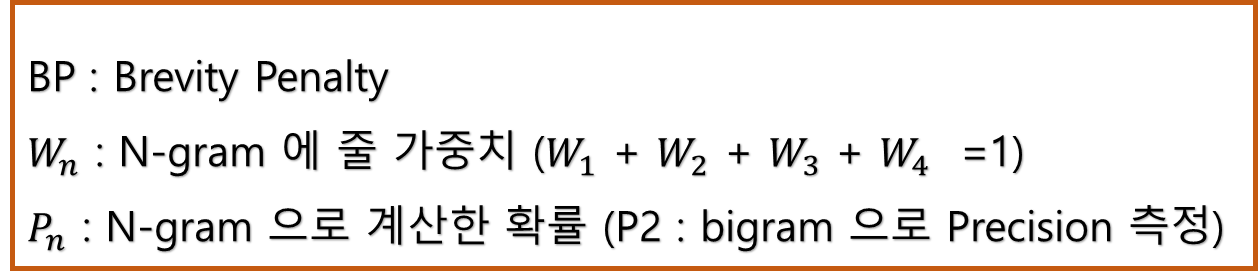 BP : Brevity Penalty
Wₙ : N-gram 에 줄 가중치 (W₁ + W₂ + W₃ + W₄ =1)
Pₙ : N-gram 으로 계산한 확률 (P2 : bigram 으로 Precision 측정)